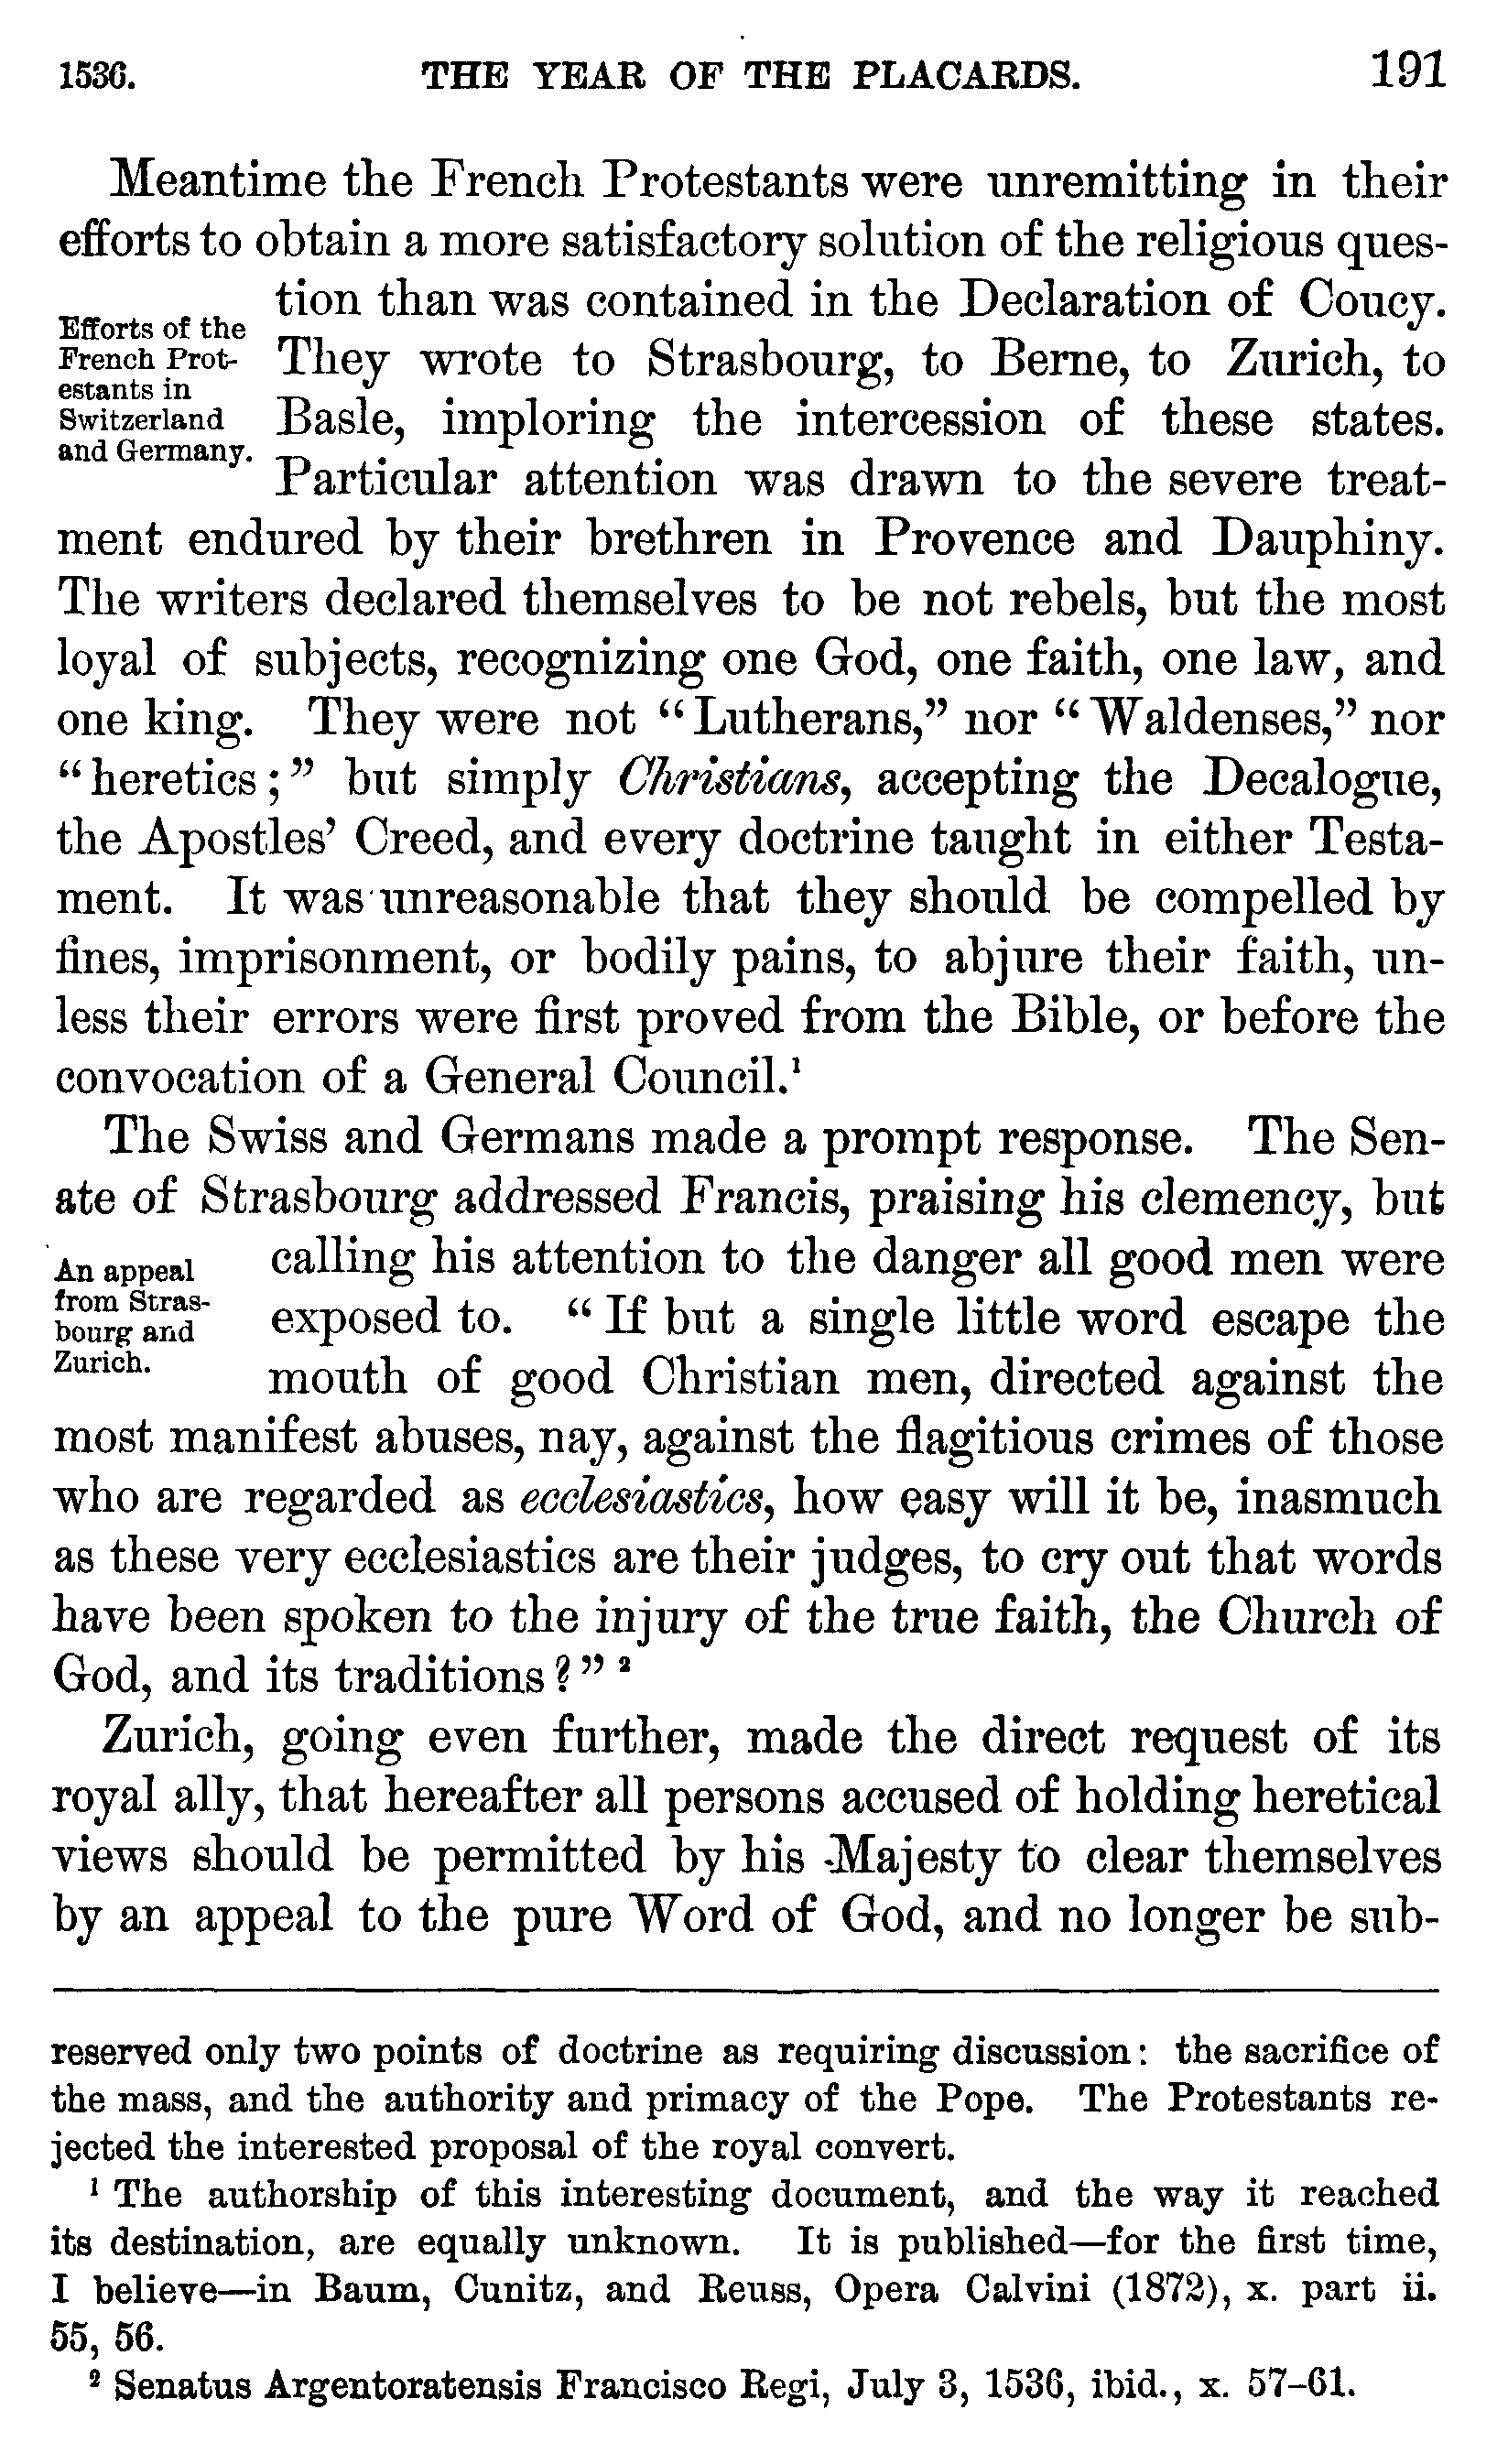 1536. THE YEAR OF THE PLACARDS. 191
Meantime the French Protestants were unremitting in their
efforts to obtain a more satisfactory solution of the religious ques-
tion than was contained in the Declaration of Coucy.
Efforts of the
French Prot-
estants in
Switzerland
and Germany.
They wrote to Strasbourg, to Berne, to Zurich, to
Basle, imploring the intercession of these states.
Particular attention was drawn to the severe treat-
ment endured by their brethren in Provence and Dauphiny.
The writers declared themselves to be not rebels, but the most
loyal of subjects, recognizing one God, one faith, one law, and
one king. They were not “Lutherans,” nor “Waldenses,” nor
“heretics;” but simply Christians, accepting the Decalogue,
the Apostles’ Creed, and every doctrine taught in either Testa-
ment. It was unreasonable that they should be compelled by
fines, imprisonment, or bodily pains, to abjure their faith, un-
less their errors were first proved from the Bible, or before the
convocation of a General Council.¹
The Swiss and Germans made a prompt response. The Sen-
ate of Strasbourg addressed Francis, praising his clemency, but
An appeal
from Stras-
bourg and
Zurich.
calling his attention to the danger all good men were
exposed to. “If but a single little word escape the
mouth of good Christian men, directed against the
most manifest abuses, nay, against the flagitious crimes of those
who are regarded as ecclesiastics, how easy will it be, inasmuch
as these very ecclesiastics are their judges, to cry out that words
have been spoken to the injury of the true faith, the Church of
God, and its traditions?” ²
Zurich, going even further, made the direct request of its
royal ally, that hereafter all persons accused of holding heretical
views should be permitted by his Majesty to clear themselves
by an appeal to the pure Word of God, and no longer be sub-
reserved only two points of doctrine as requiring discussion: the sacrifice of
the mass, and the authority and primacy of the Pope. The Protestants re-
jected the interested proposal of the royal convert.
¹ The authorship of this interesting document, and the way it reached
its destination, are equally unknown. It is published—for the first time,
I believe—in Baum, Cunitz, and Reuss, Opera Calvini (1872), x. part ii.
55, 56.
² Senatus Argentoratensis Francisco Regi, July 3, 1536, ibid., x. 57–61.